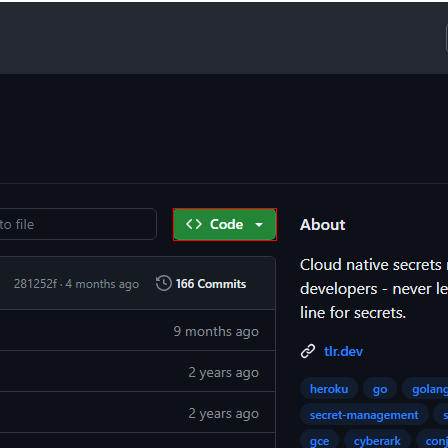 to file
Code
About
Cloud native secrets
developers - never le
line for secrets.
tlr.dev
281252f · 4 months ago
166 Commits
9 months ago
2 years ago
2 years ago
heroku
go
golang
secret-management
s
gce
cyberark
conj